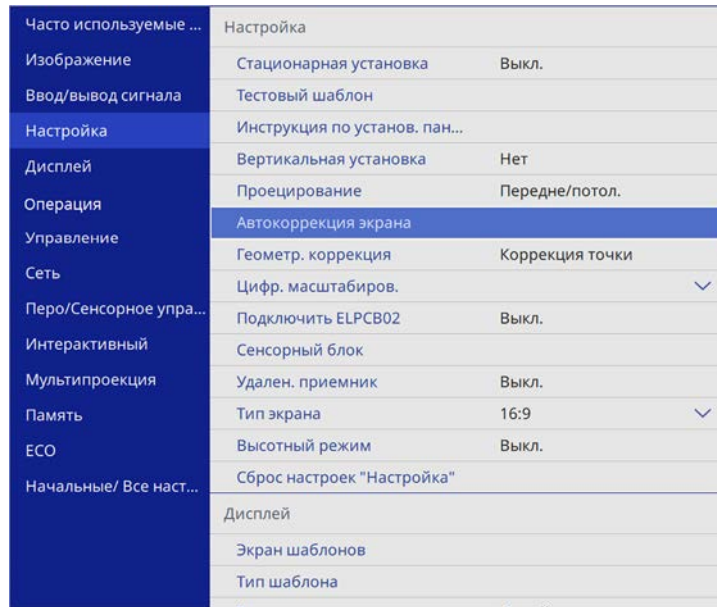 Часто используемые ...
Изображение
Ввод/вывод сигнала
Настройка
Дисплей
Операция
Управление
Сеть
Перо/Сенсорное упра...
Интерактивный
Мультипроекция
Память
ECO
Начальные/ Все наст...
Настройка
Стационарная установка Выкл.
Тестовый шаблон
Инструкция по установ. пан...
Вертикальная установка Нет
Проецирование Передне/потол.
Автокоррекция экрана
Геометр. коррекция Коррекция точки
Цифр. масштабиров.
Подключить ELPCB02 Выкл.
Сенсорный блок
Удален. приемник Выкл.
Тип экрана 16:9
Высотный режим Выкл.
Сброс настроек "Настройка"
Дисплей
Экран шаблонов
Тип шаблона